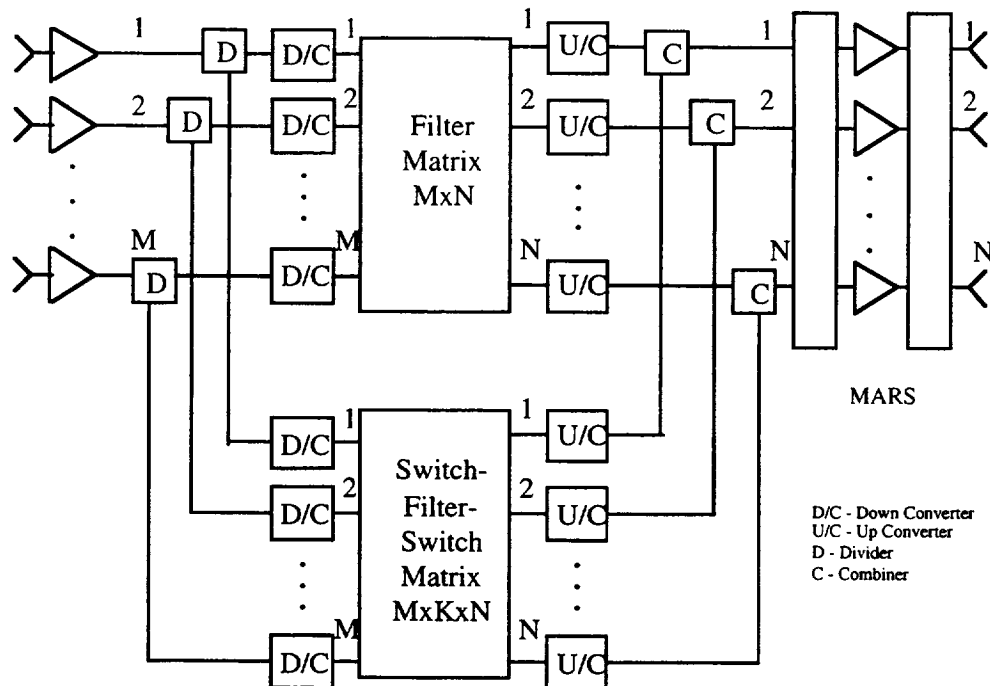 1 D D/C 1 U/C C 1 1
2 D D/C 2 2 U/C C 2 2
Filter
Matrix
MxN
M D D/C M N U/C C N N
MARS
D/C 1 1 U/C
D/C 2 2 U/C
Switch-
Filter-
Switch
Matrix
MxKxN
D/C M N U/C
D/C - Down Converter
U/C - Up Converter
D - Divider
C - Combiner